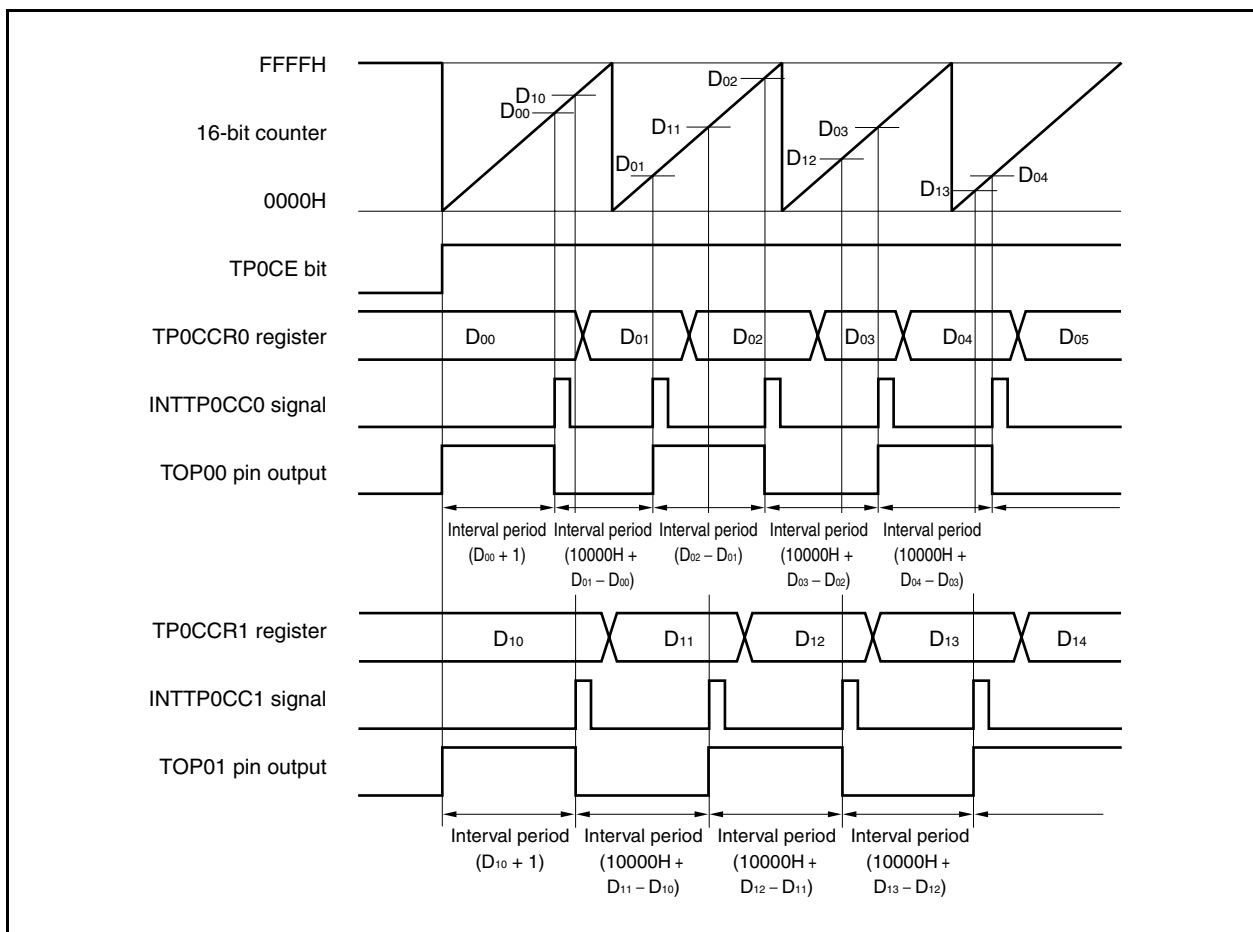 FFFFH
D10
D00
D02
16-bit counter
D11
D03
D01
D12
D13
D04
0000H
TP0CE bit
TP0CCR0 register
D00
D01
D02
D03
D04
D05
INTTP0CC0 signal
TOP00 pin output
Interval period
(D00 + 1)
Interval period
(10000H +
D01 − D00)
Interval period
(D02 − D01)
Interval period
(10000H +
D03 − D02)
Interval period
(10000H +
D04 − D03)
TP0CCR1 register
D10
D11
D12
D13
D14
INTTP0CC1 signal
TOP01 pin output
Interval period
(D10 + 1)
Interval period
(10000H +
D11 − D10)
Interval period
(10000H +
D12 − D11)
Interval period
(10000H +
D13 − D12)